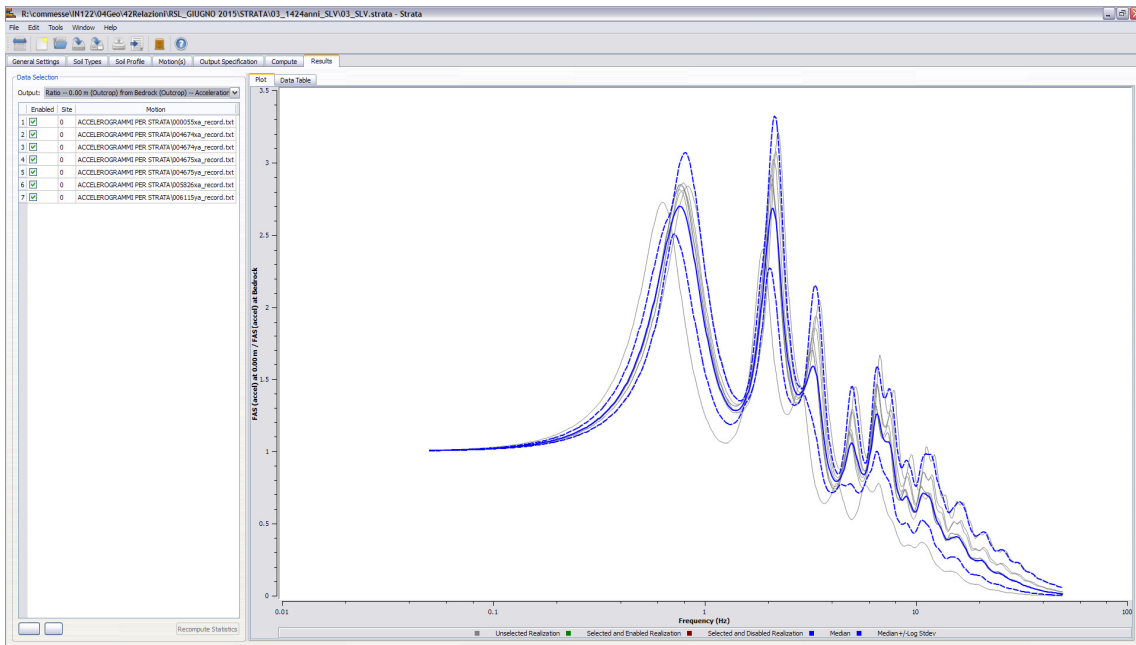 R:\commesse\IN122\04Geo\42Relazioni\RSL_GIUGNO 2015\STRATA\03_1424anni_SLV\03_SLV.strata - Strata
File Edit Tools Window Help
General Settings Soil Types Soil Profile Motion(s) Output Specification Compute Results
Data Selection
Output: Ratio -- 0.00 m (Outcrop) from Bedrock (Outcrop) -- Acceleration
Enabled Site Motion
1 0 ACCELEROGRAMMI PER STRATA\000055xa_record.txt
2 0 ACCELEROGRAMMI PER STRATA\004674xa_record.txt
3 0 ACCELEROGRAMMI PER STRATA\004674ya_record.txt
4 0 ACCELEROGRAMMI PER STRATA\004675xa_record.txt
5 0 ACCELEROGRAMMI PER STRATA\004675ya_record.txt
6 0 ACCELEROGRAMMI PER STRATA\005826xa_record.txt
7 0 ACCELEROGRAMMI PER STRATA\006115ya_record.txt
Recompute Statistics
Plot Data Table
FAS (accel) at 0.00 m / FAS (accel) at Bedrock
3.5
3
2.5
2
1.5
1
0.5
0
0.01 0.1 1 10 100
Frequency (Hz)
Unselected Realization Selected and Enabled Realization Selected and Disabled Realization Median Median+/-Log Stdev